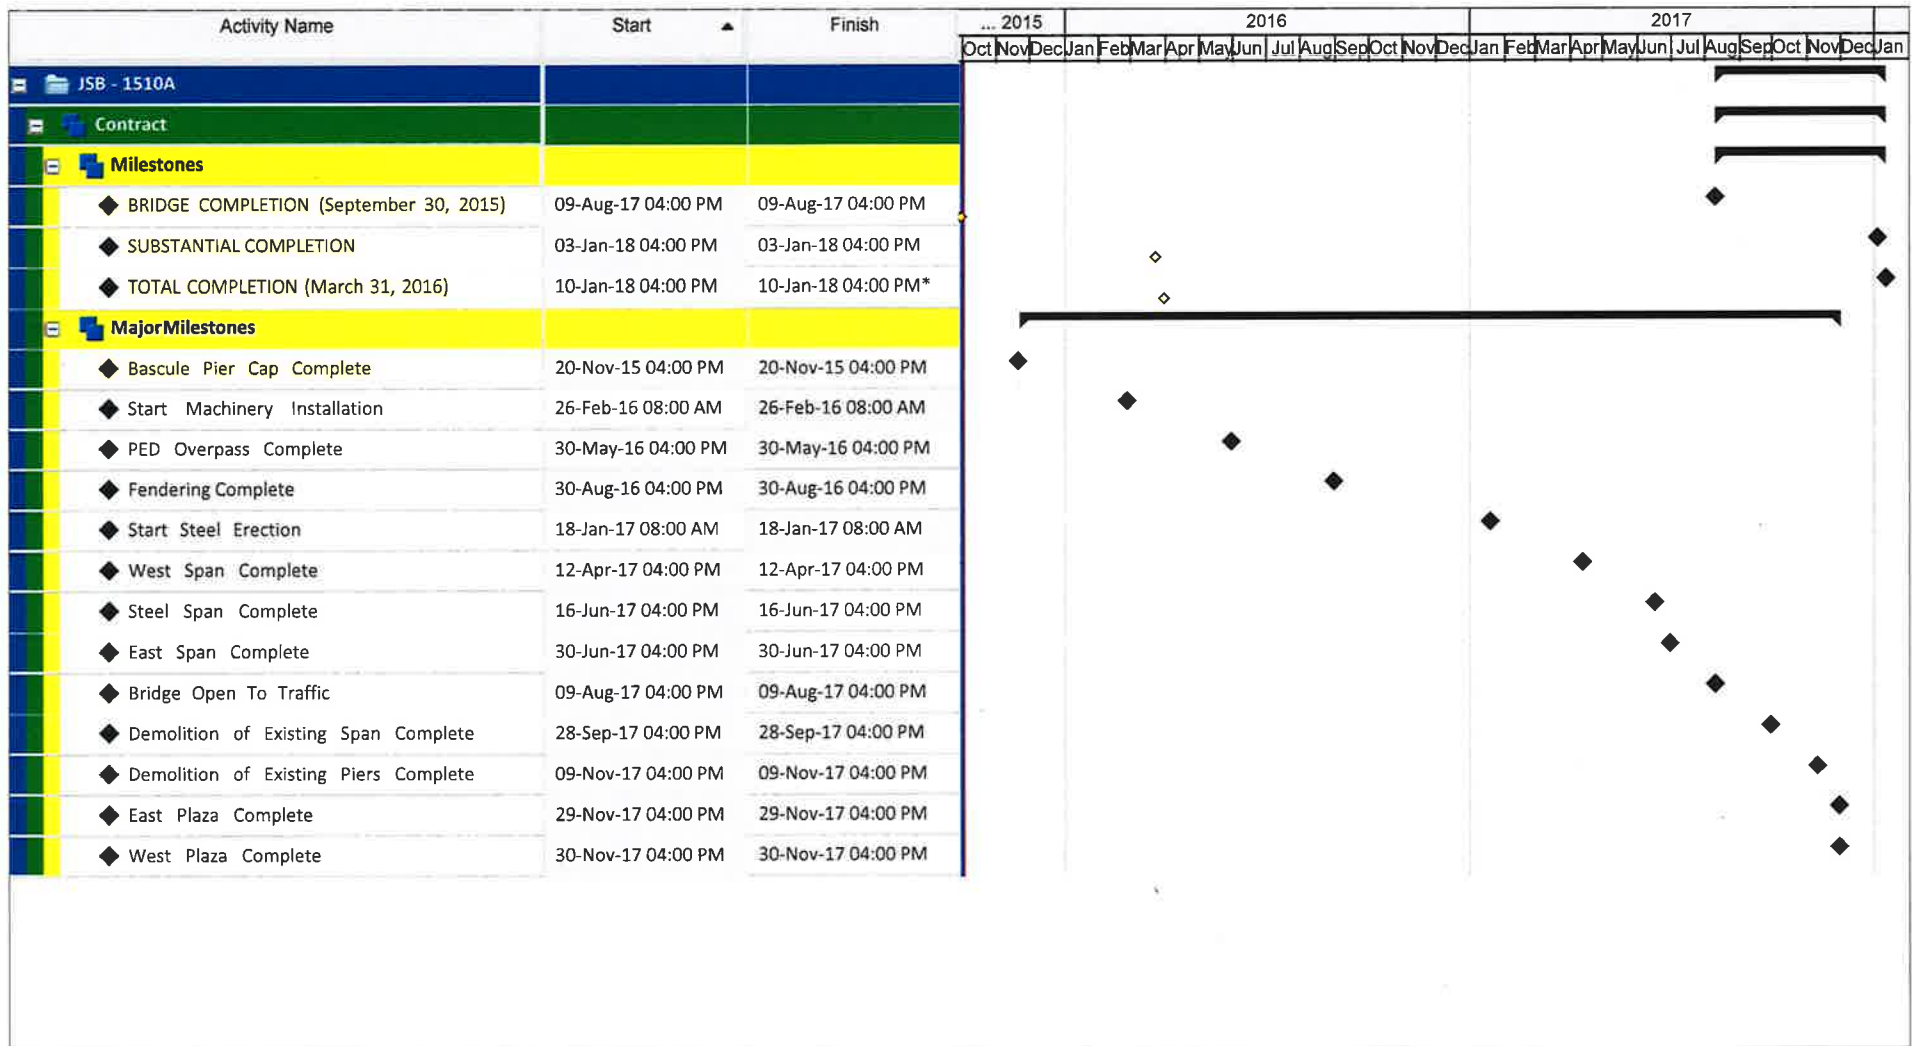 Activity Name Start Finish ... 2015 2016 2017
Oct Nov Dec Jan Feb Mar Apr May Jun Jul Aug Sep Oct Nov Dec Jan Feb Mar Apr May Jun Jul Aug Sep Oct Nov Dec Jan
JSB - 1510A
Contract
Milestones
BRIDGE COMPLETION (September 30, 2015) 09-Aug-17 04:00 PM 09-Aug-17 04:00 PM
SUBSTANTIAL COMPLETION 03-Jan-18 04:00 PM 03-Jan-18 04:00 PM
TOTAL COMPLETION (March 31, 2016) 10-Jan-18 04:00 PM 10-Jan-18 04:00 PM*
MajorMilestones
Bascule Pier Cap Complete 20-Nov-15 04:00 PM 20-Nov-15 04:00 PM
Start Machinery Installation 26-Feb-16 08:00 AM 26-Feb-16 08:00 AM
PED Overpass Complete 30-May-16 04:00 PM 30-May-16 04:00 PM
Fendering Complete 30-Aug-16 04:00 PM 30-Aug-16 04:00 PM
Start Steel Erection 18-Jan-17 08:00 AM 18-Jan-17 08:00 AM
West Span Complete 12-Apr-17 04:00 PM 12-Apr-17 04:00 PM
Steel Span Complete 16-Jun-17 04:00 PM 16-Jun-17 04:00 PM
East Span Complete 30-Jun-17 04:00 PM 30-Jun-17 04:00 PM
Bridge Open To Traffic 09-Aug-17 04:00 PM 09-Aug-17 04:00 PM
Demolition of Existing Span Complete 28-Sep-17 04:00 PM 28-Sep-17 04:00 PM
Demolition of Existing Piers Complete 09-Nov-17 04:00 PM 09-Nov-17 04:00 PM
East Plaza Complete 29-Nov-17 04:00 PM 29-Nov-17 04:00 PM
West Plaza Complete 30-Nov-17 04:00 PM 30-Nov-17 04:00 PM